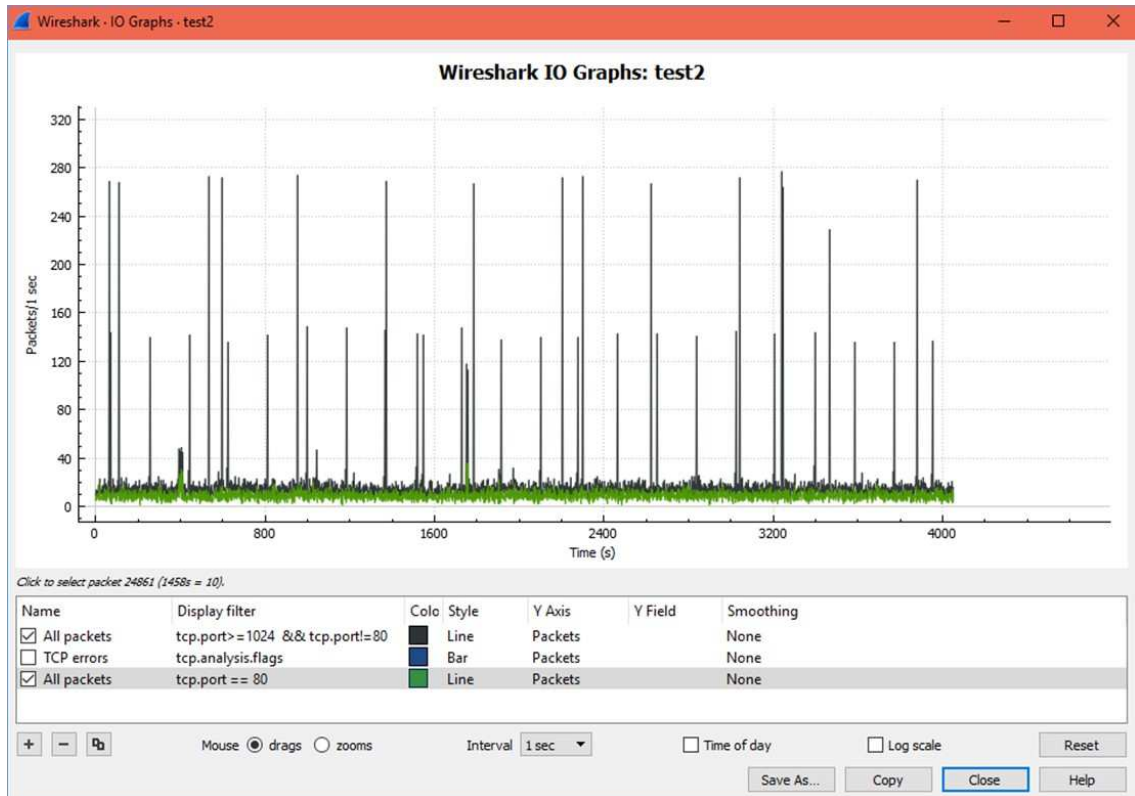 Wireshark · IO Graphs · test2
Wireshark IO Graphs: test2
320
280
240
200
160
120
80
40
0
Packets/1 sec
0 800 1600 2400 3200 4000
Time (s)
Click to select packet 24861 (1458s = 10).
Name Display filter Colo Style Y Axis Y Field Smoothing
All packets tcp.port>=1024 && tcp.port!=80 Line Packets None
TCP errors tcp.analysis.flags Bar Packets None
All packets tcp.port == 80 Line Packets None
+ − Mouse drags zooms Interval 1 sec Time of day Log scale Reset
Save As... Copy Close Help